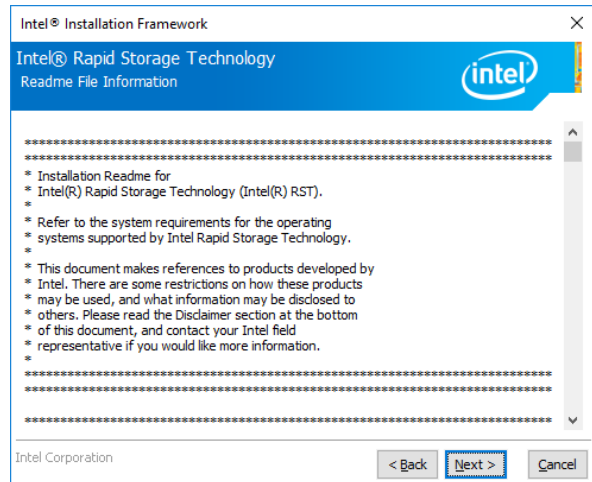 Intel® Installation Framework
Intel® Rapid Storage Technology
Readme File Information
intel
******************************************************************************
******************************************************************************
* Installation Readme for
* Intel(R) Rapid Storage Technology (Intel(R) RST).
*
* Refer to the system requirements for the operating
* systems supported by Intel Rapid Storage Technology.
*
* This document makes references to products developed by
* Intel. There are some restrictions on how these products
* may be used, and what information may be disclosed to
* others. Please read the Disclaimer section at the bottom
* of this document, and contact your Intel field
* representative if you would like more information.
*
******************************************************************************
******************************************************************************
******************************************************************************
Intel Corporation
< Back
Next >
Cancel